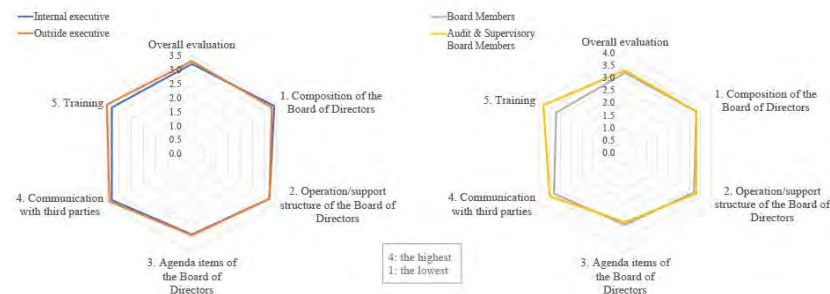 Internal executive
Outside executive
Overall evaluation
3.5
3.0
2.5
2.0
1.5
1.0
0.5
0.0
1. Composition of the
Board of Directors
2. Operation/support
structure of the Board of
Directors
3. Agenda items of
the Board of
Directors
4. Communication
with third parties
5. Training
4: the highest
1: the lowest
Board Members
Audit & Supervisory
Board Members
Overall evaluation
4.0
3.5
3.0
2.5
2.0
1.5
1.0
0.5
0.0
1. Composition of the
Board of Directors
2. Operation/support
structure of the Board of
Directors
3. Agenda items of
the Board of
Directors
4. Communication
with third parties
5. Training